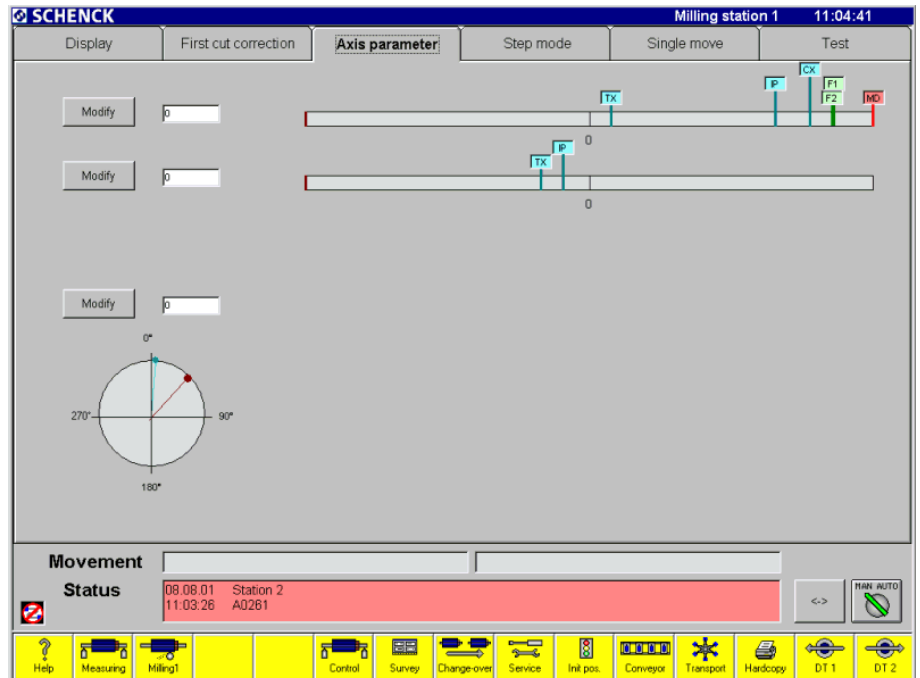 SCHENCK Milling station 1 11:04:41
Display First cut correction Axis parameter Step mode Single move Test
CX
IP F1
TX F2 MD
Modify 0
0
IP
TX
Modify 0
0
Modify 0
0°
270° 90°
180°
Movement
Status 08.08.01 Station 2
11:03:26 A0261
<-> MAN AUTO
? Help Measuring Milling1 Control Survey Change-over Service Init pos. Conveyor Transport Hardcopy DT 1 DT 2